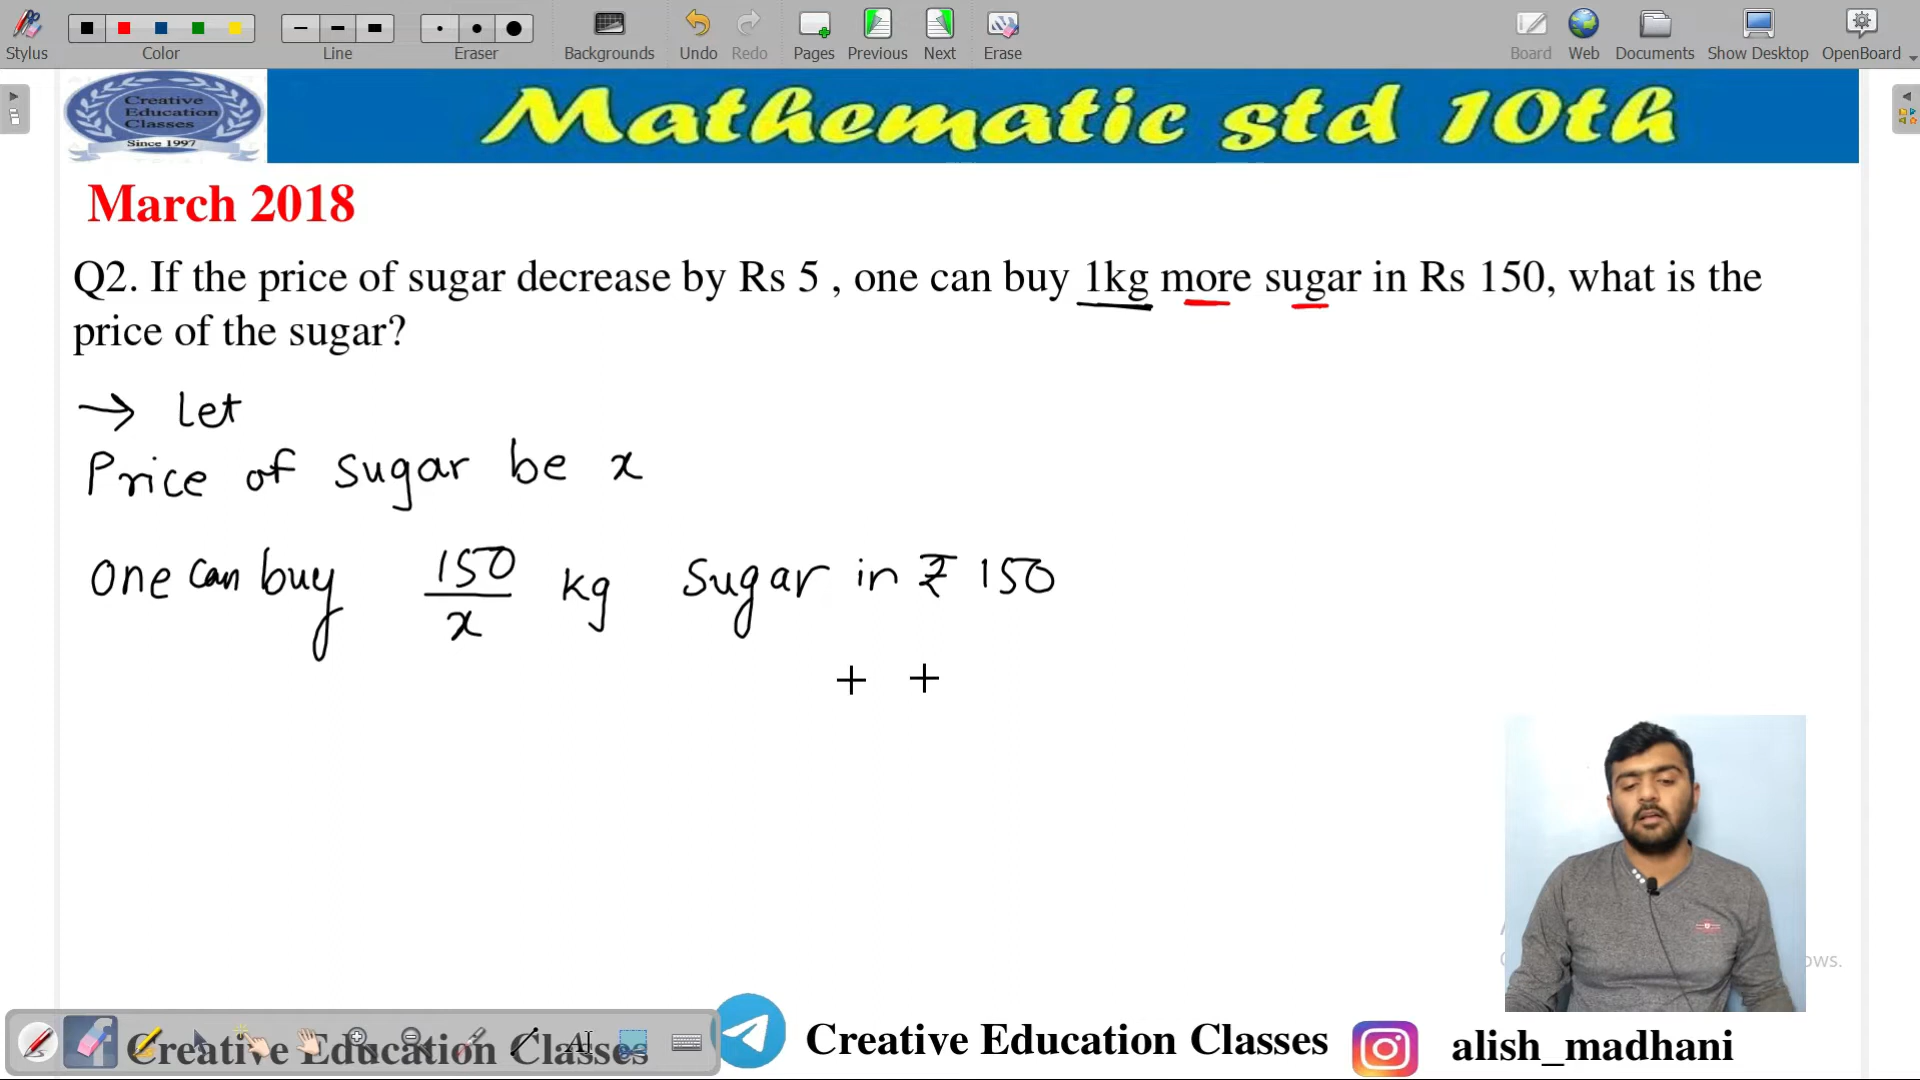 Stylus Color Line Eraser Backgrounds Undo Redo Pages Previous Next Erase Board Web Documents Show Desktop OpenBoard
Creative
Education
Classes
Since 1997
Mathematic std 10th
March 2018
Q2. If the price of sugar decrease by Rs 5 , one can buy 1kg more sugar in Rs 150, what is the
price of the sugar?
→ Let
Price of sugar be x
One can buy 150/x kg Sugar in ₹ 150
+ +
Creative Education Classes
Creative Education Classes
alish_madhani